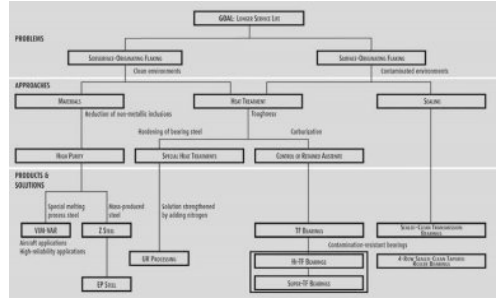 GOAL: LONGER SERVICE LIFE
PROBLEMS
SUBSURFACE-ORIGINATING FLAKING
SURFACE-ORIGINATING FLAKING
Clean environments
Contaminated environments
APPROACHES
MATERIALS
HEAT TREATMENT
SEALING
Reduction of non-metallic inclusions
Toughness
Hardening of bearing steel
Carburization
HIGH PURITY
SPECIAL HEAT TREATMENTS
CONTROL OF RETAINED AUSTENITE
PRODUCTS &
SOLUTIONS
Special melting
process steel
Mass-produced
steel
Solution strengthened
by adding nitrogen
VIM-VAR
Z STEEL
TF BEARINGS
SEALED-CLEAN TRANSMISSION
BEARINGS
Aircraft applications
High-reliability applications
Contamination-resistant bearings
UR PROCESSING
HI-TF BEARINGS
4-ROW SEALED-CLEAN TAPERED
ROLLER BEARINGS
EP STEEL
SUPER-TF BEARINGS